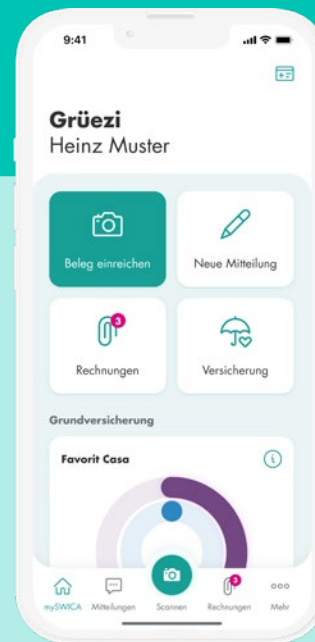 9:41
Grüezi
Heinz Muster
Beleg einreichen
Neue Mitteilung
3
Rechnungen
Versicherung
Grundversicherung
Favorit Casa
3
mySWICA Mitteilungen Scannen Rechnungen Mehr